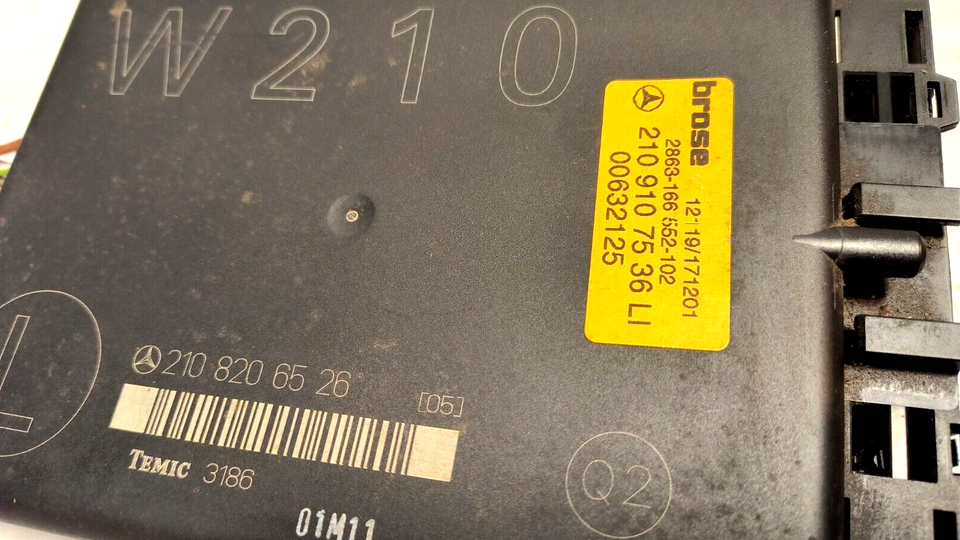 W210
brose
12:19/171201
2863-166 552-102
210 910 75 36 LI
00632125
L
210 820 65 26
[05]
TEMIC 3186
Q2
01M11